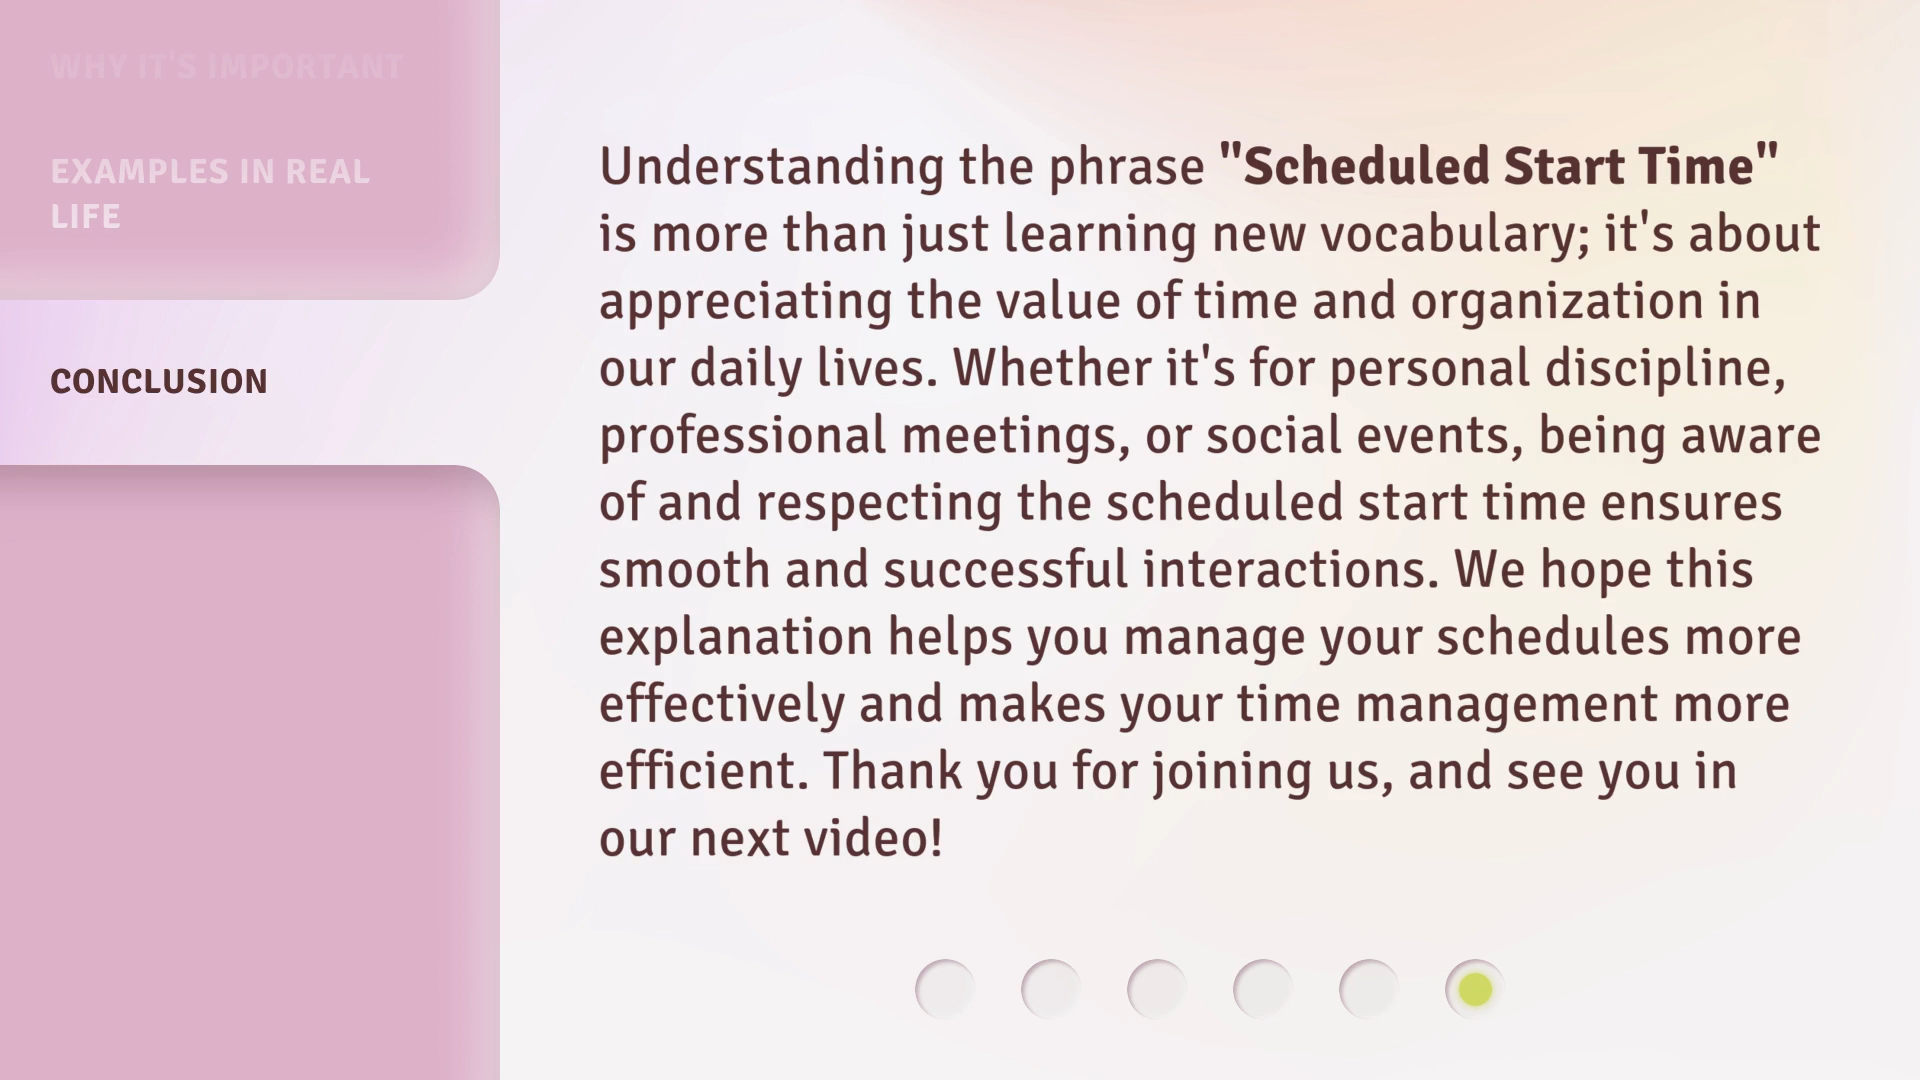 WHY IT'S IMPORTANT
EXAMPLES IN REAL
LIFE
CONCLUSION
Understanding the phrase "Scheduled Start Time"
is more than just learning new vocabulary; it's about
appreciating the value of time and organization in
our daily lives. Whether it's for personal discipline,
professional meetings, or social events, being aware
of and respecting the scheduled start time ensures
smooth and successful interactions. We hope this
explanation helps you manage your schedules more
effectively and makes your time management more
efficient. Thank you for joining us, and see you in
our next video!